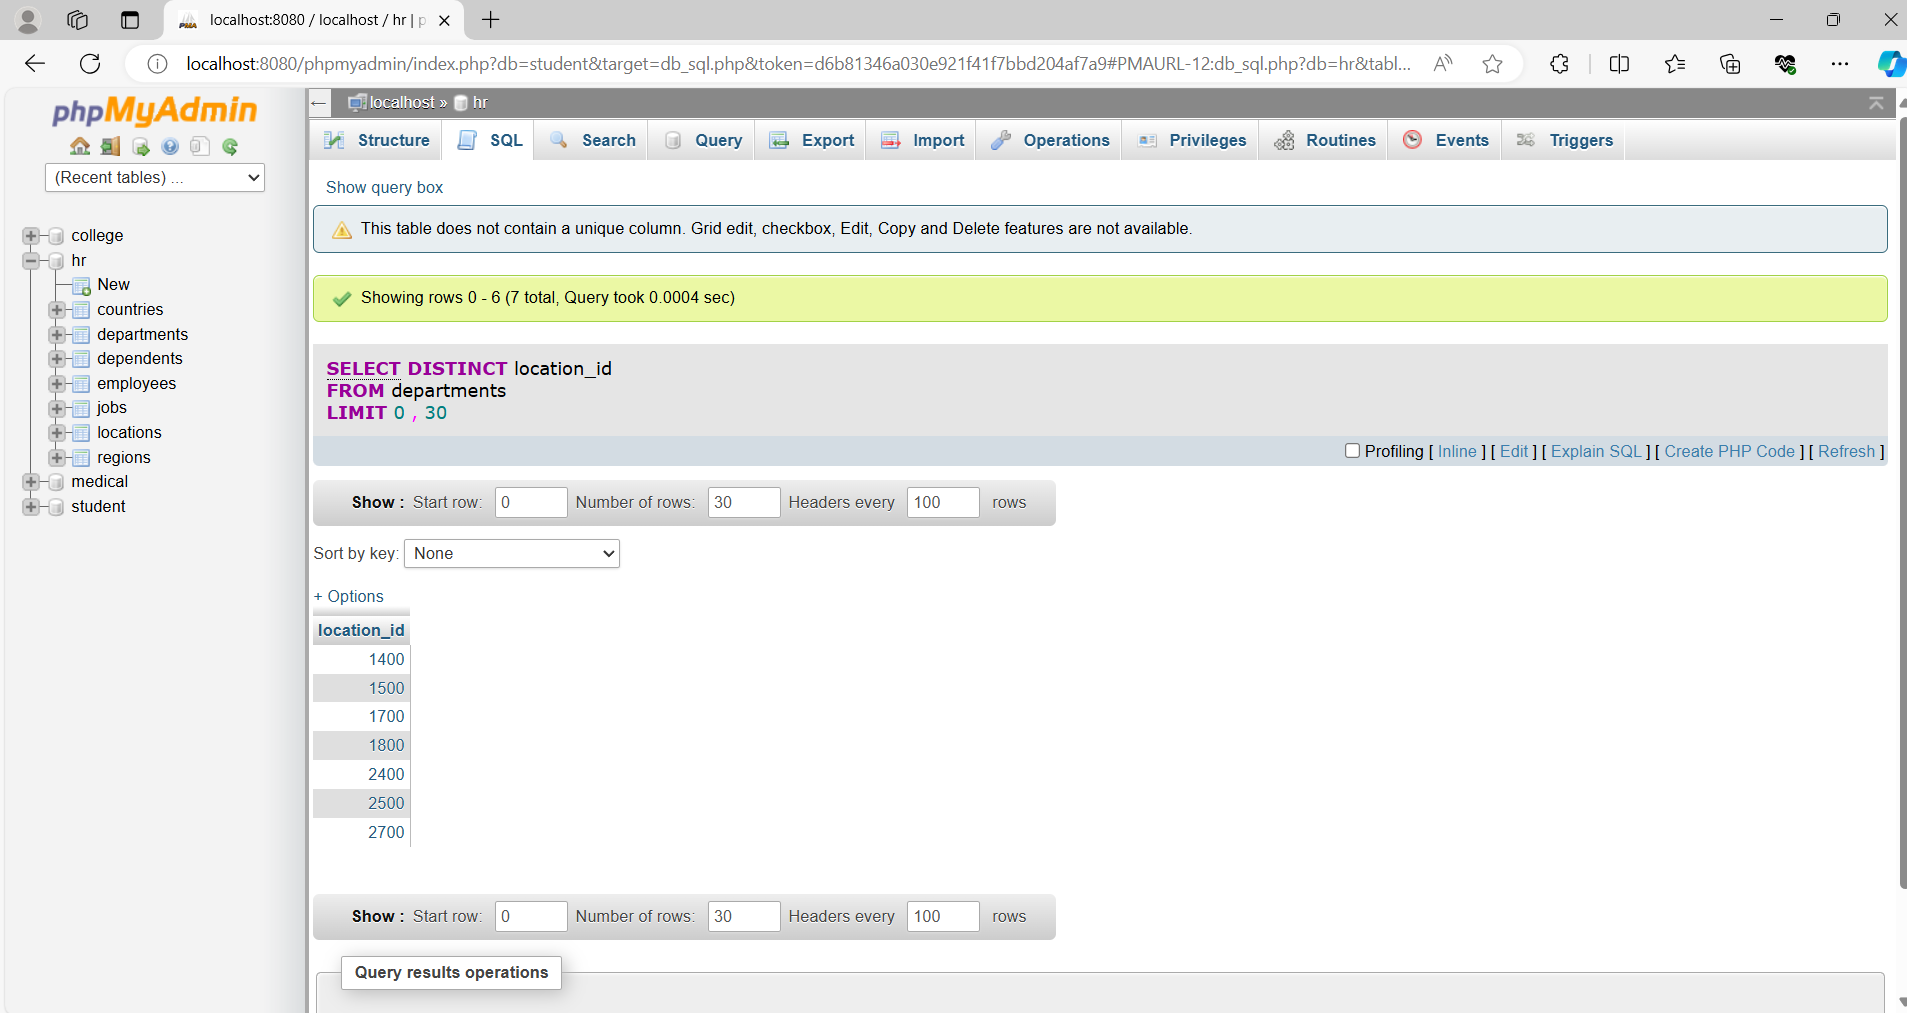 localhost:8080 / localhost / hr | p
localhost:8080/phpmyadmin/index.php?db=student&target=db_sql.php&token=d6b81346a030e921f41f7bbd204af7a9#PMAURL-12:db_sql.php?db=hr&tabl...
phpMyAdmin
(Recent tables) ...
college
hr
New
countries
departments
dependents
employees
jobs
locations
regions
medical
student
localhost » hr
Structure SQL Search Query Export Import Operations Privileges Routines Events Triggers
Show query box
This table does not contain a unique column. Grid edit, checkbox, Edit, Copy and Delete features are not available.
Showing rows 0 - 6 (7 total, Query took 0.0004 sec)
SELECT DISTINCT location_id
FROM departments
LIMIT 0 , 30
Profiling [ Inline ] [ Edit ] [ Explain SQL ] [ Create PHP Code ] [ Refresh ]
Show : Start row: 0 Number of rows: 30 Headers every 100 rows
Sort by key: None
+ Options
location_id
1400
1500
1700
1800
2400
2500
2700
Show : Start row: 0 Number of rows: 30 Headers every 100 rows
Query results operations